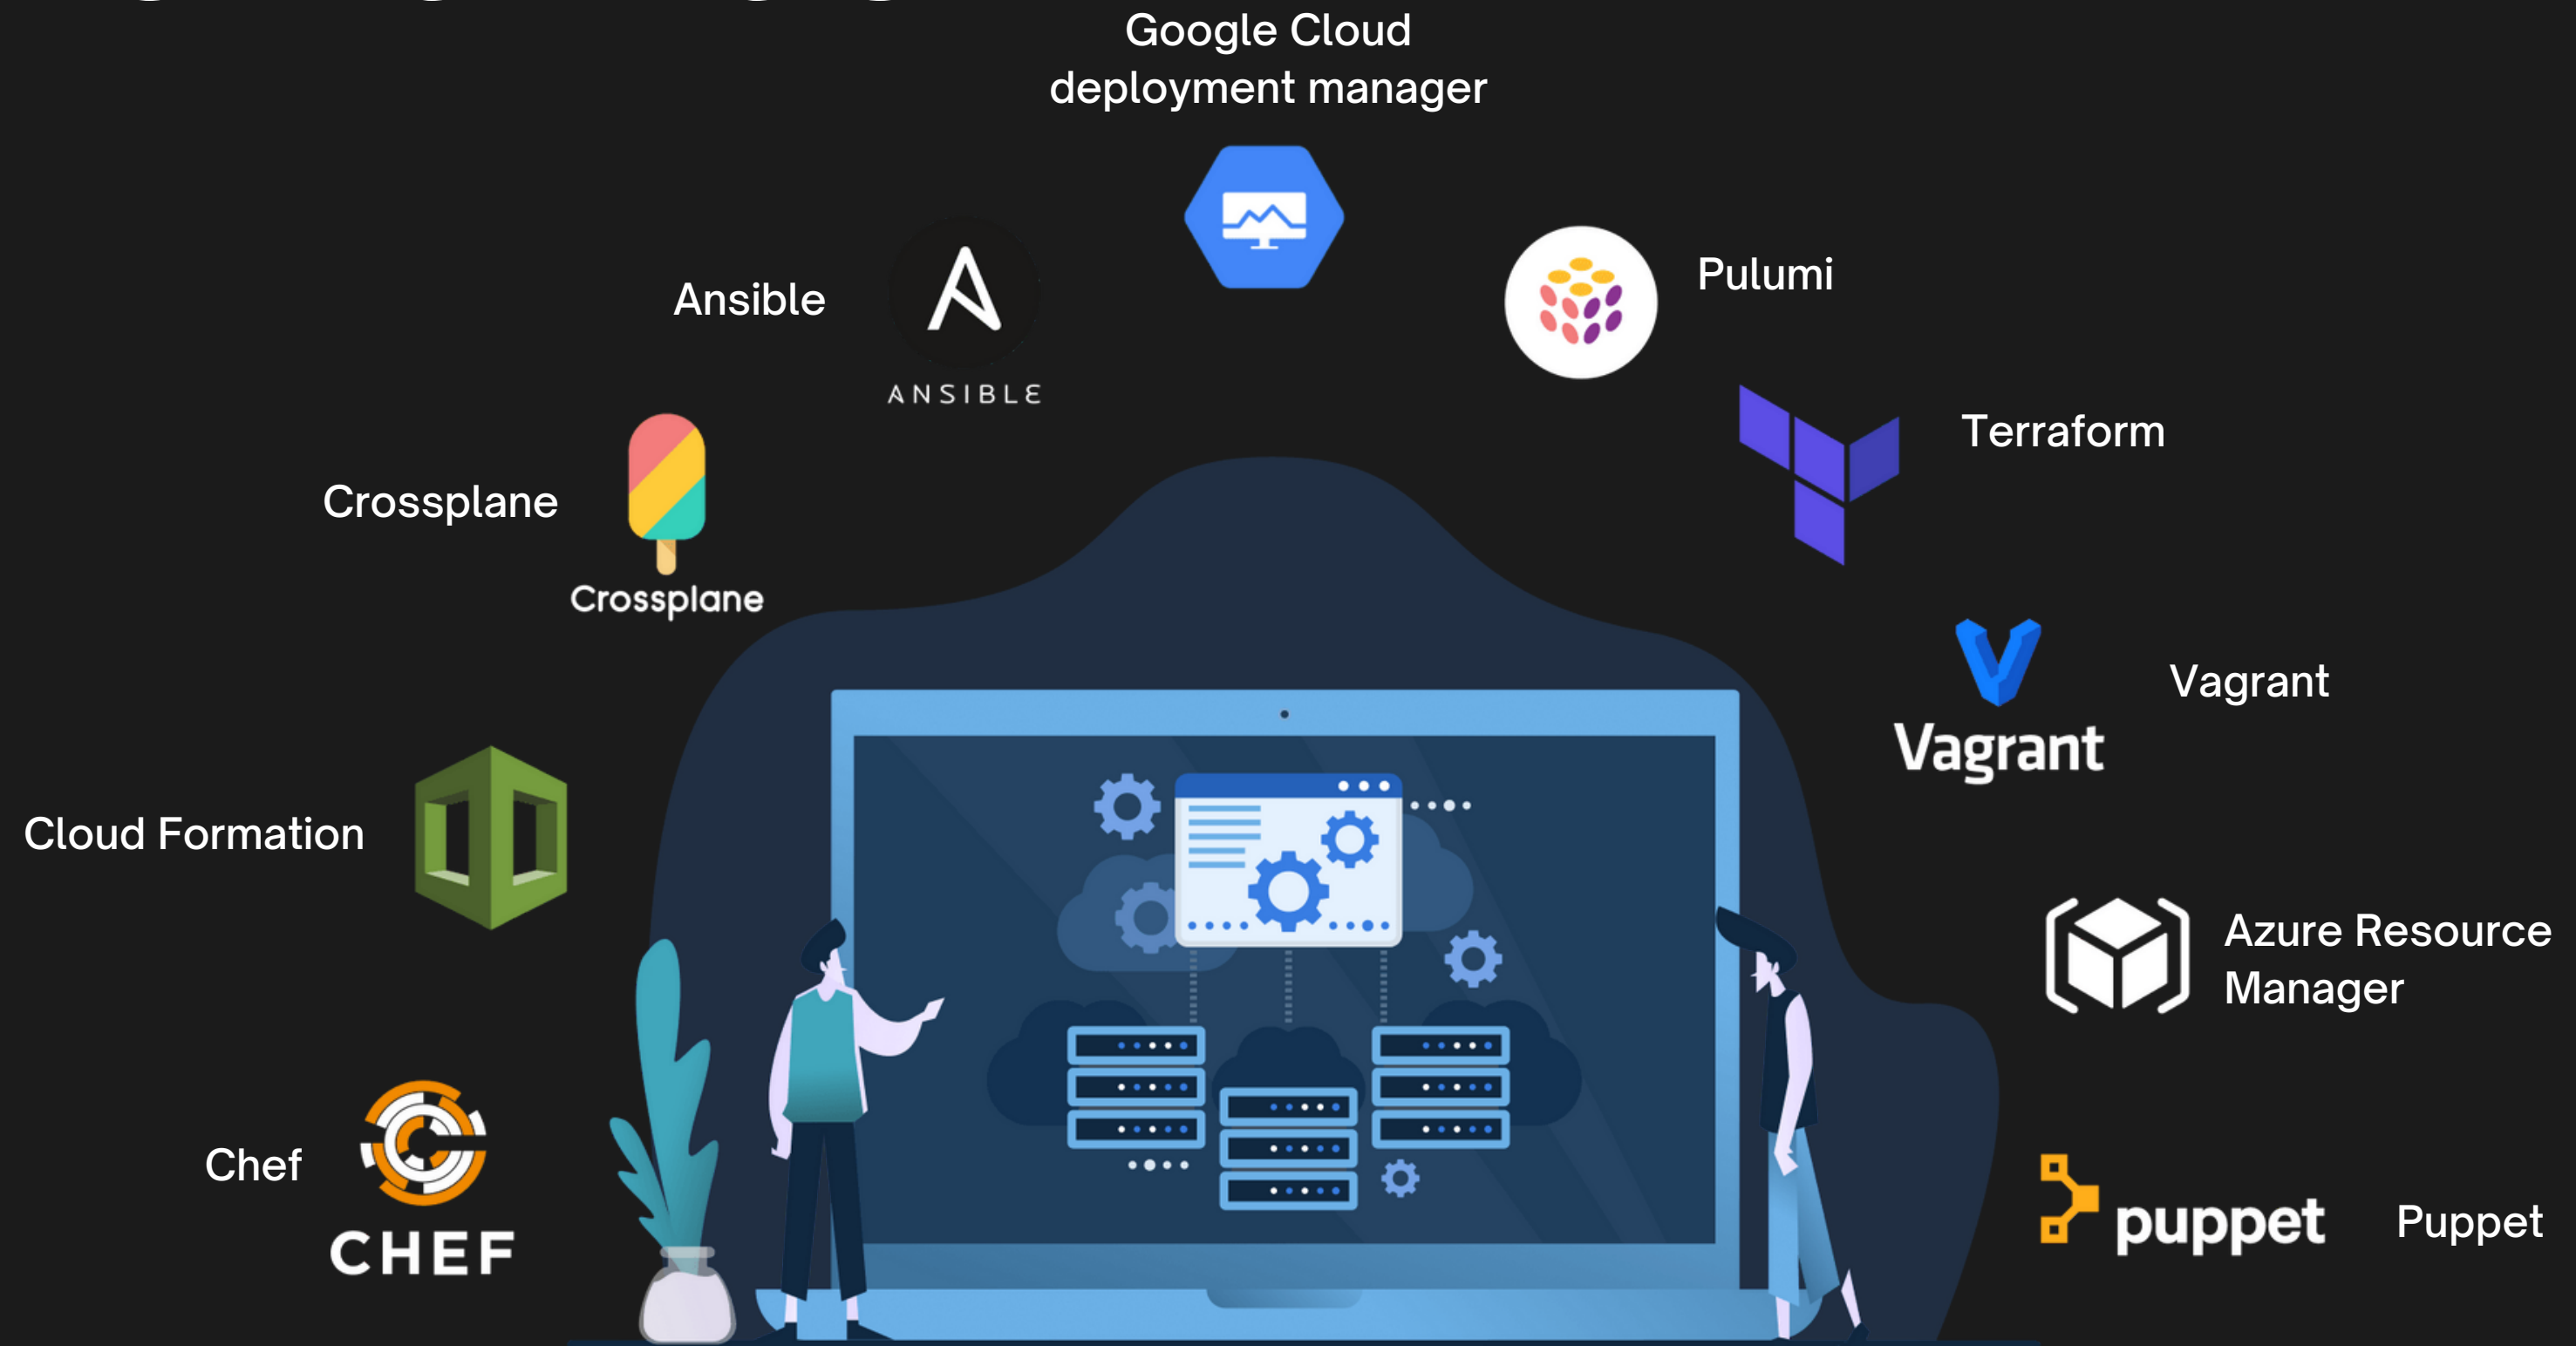 Google Cloud
deployment manager
Ansible
ANSIBLE
Pulumi
Terraform
Crossplane
Crossplane
Vagrant
Vagrant
Cloud Formation
Azure Resource
Manager
Chef
CHEF
puppet
Puppet